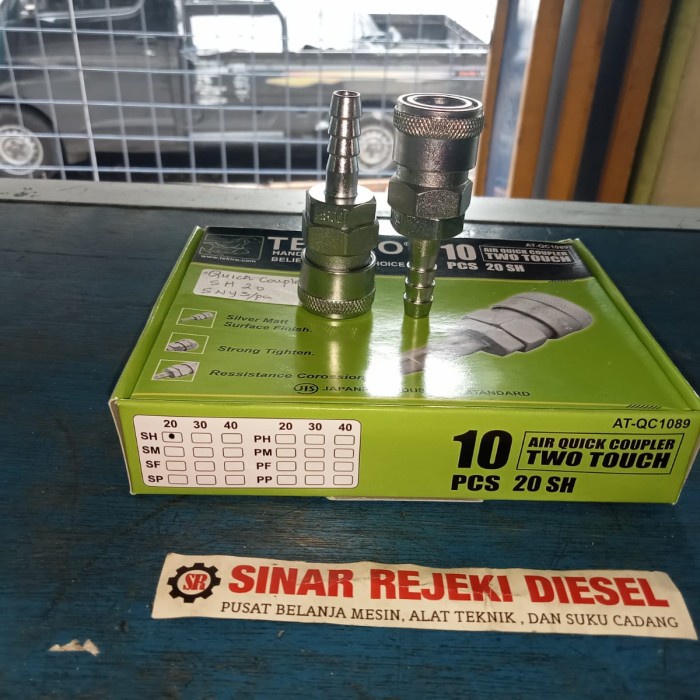 AT-QC1089
10
PCS
AIR QUICK COUPLER
TWO TOUCH
20 SH
Quick Couple
SH 20
Silver Matt
Surface Finish.
Strong Tighten.
Ressistance Corossion
JIS
STANDARD
20 30 40 20 30 40
SH PH
SM PM
SF PF
SP PP
AT-QC1089
10
PCS
AIR QUICK COUPLER
TWO TOUCH
20 SH
SR
SINAR REJEKI DIESEL
PUSAT BELANJA MESIN, ALAT TEKNIK , DAN SUKU CADANG